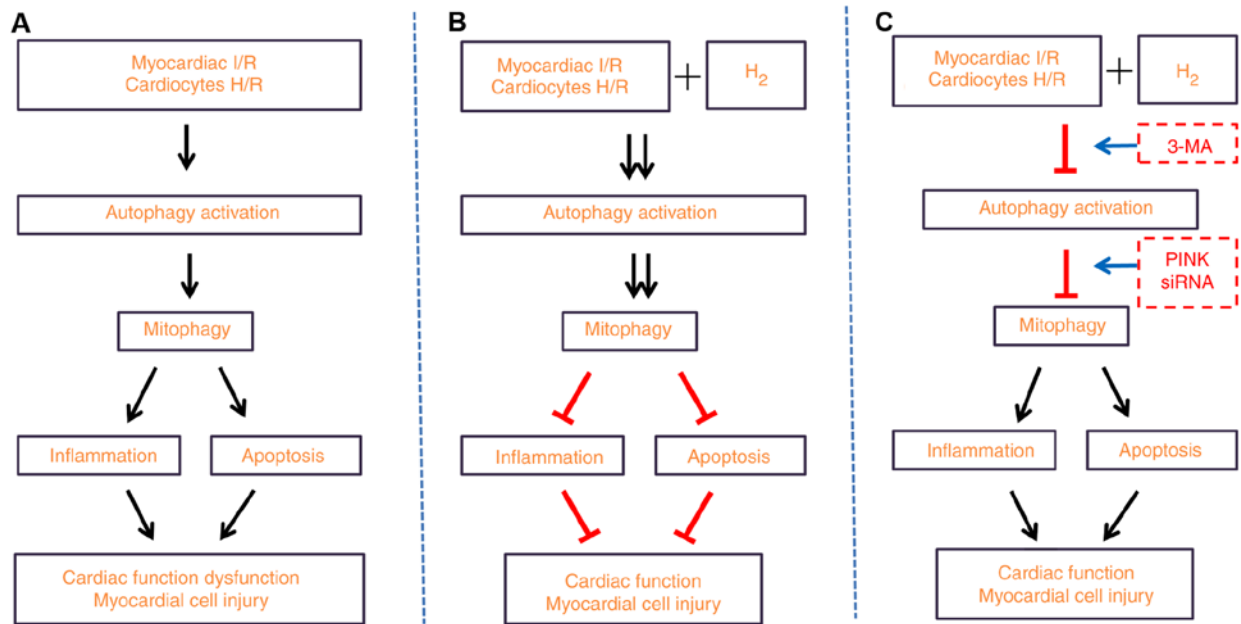 A
Myocardiac I/R
Cardiocytes H/R
Autophagy activation
Mitophagy
Inflammation
Apoptosis
Cardiac function dysfunction
Myocardial cell injury
B
Myocardiac I/R
Cardiocytes H/R
+
H2
Autophagy activation
Mitophagy
Inflammation
Apoptosis
Cardiac function
Myocardial cell injury
C
Myocardiac I/R
Cardiocytes H/R
+
H2
3-MA
Autophagy activation
PINK
siRNA
Mitophagy
Inflammation
Apoptosis
Cardiac function
Myocardial cell injury